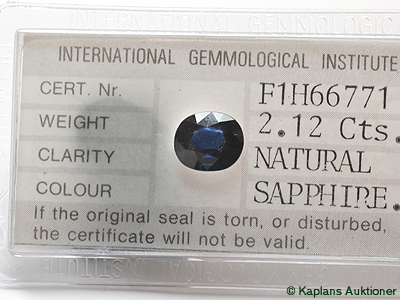 INTERNATIONAL GEMMOLOGICAL INSTITUTE
CERT. Nr. F1H66771
WEIGHT 2.12 Cts.
CLARITY NATURAL
COLOUR SAPPHIRE.
If the original seal is torn, or disturbed,
the certificate will not be valid.
© Kaplans Auktioner